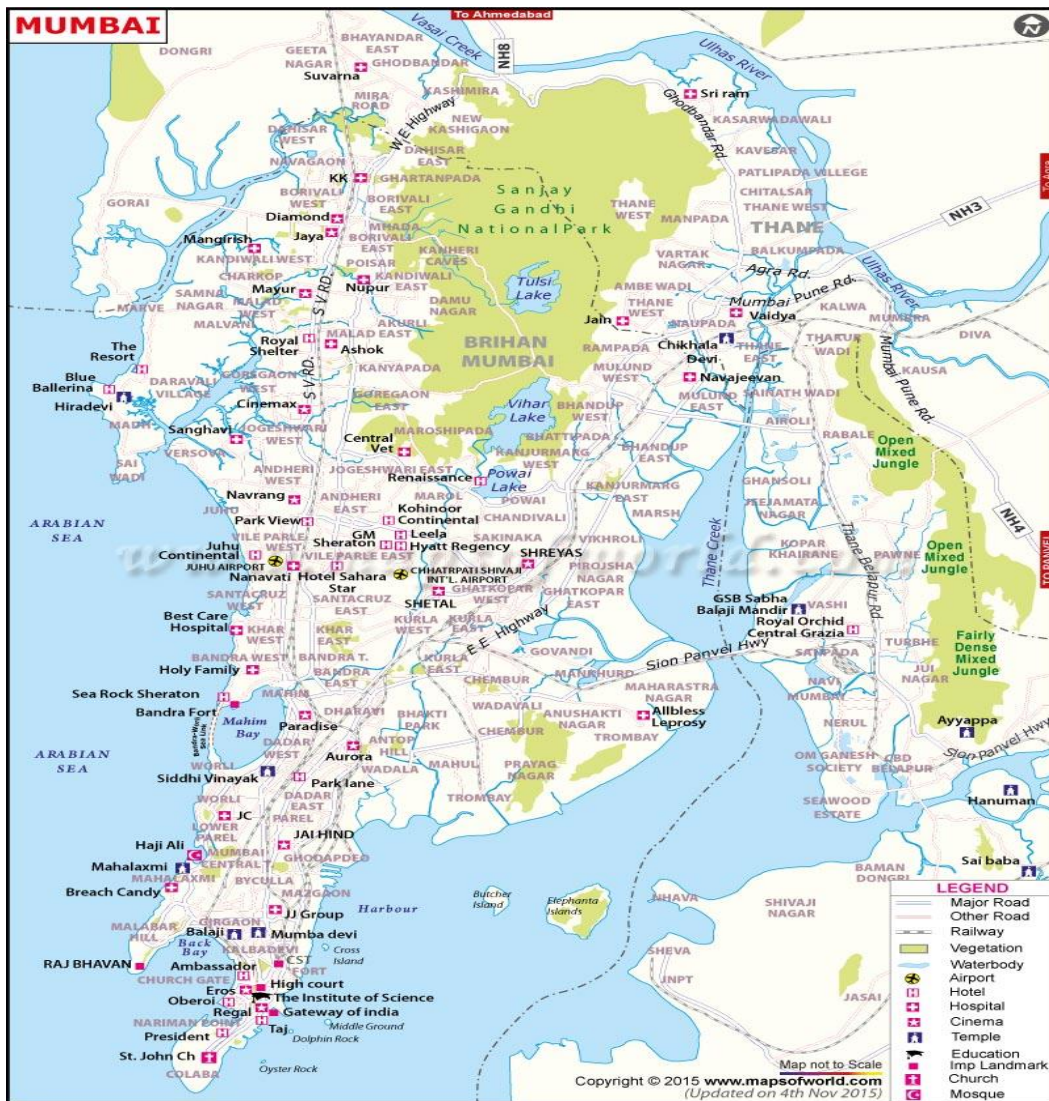 MUMBAI
To Ahmedabad
DONGRI
GEETA
NAGAR
BHAYANDAR
EAST
GHODBANDAR
Suvarna
Vasai Creek
NH8
Ulhas River
MIRA
ROAD
KASHIMIRA
W.E Highway
NEW
KASHIGAON
Ghodbandar Rd.
Sri ram
KASARWADAWALI
DAHISAR
WEST
DAHISAR
EAST
KAVESAR
NAVAGAON
KK
GHARTANPADA
PATLIPADA VILLEGE
To Agra
BORIVALI
WEST
BORIVALI
EAST
Sanjay
Gandhi
NationalPark
CHITALSAR
THANE WEST
GORAI
Diamond
Jaya
MHADA
BORIVALI
EAST
THANE
WEST
MANPADA
THANE
NH3
Mangirish
KANDIWALI WEST
POISAR
KANHERI
CAVES
VARTAK
NAGAR
BALKUMPADA
Agra Rd.
Ulhas River
CHARKOP
Nupur
KANDIWALI
EAST
Tulsi
Lake
AMBE WADI
Mumbai Pune Rd.
SAMNA
NAGAR
Mayur
MALAD
WEST
S V RD.
DAMU
NAGAR
THANE
WEST
Vaidya
KALWA
MUMBRA
MARVE
MALVANI
AKURLI
Jain
NAUPADA
DIVA
The
Resort
Royal
Shelter
MALAD EAST
Ashok
BRIHAN
MUMBAI
RAMPADA
Chikhala
Devi
THANE
EAST
THAKUR
WADI
Mumbai Pune Rd.
KAUSA
Blue
Ballerina
Hiradevi
DARAVALI
VILLAGE
GOREGAON
WEST
KANYAPADA
MULUND
WEST
Navajeevan
MULUND
EAST
SAINATH WADI
Cinemax
S V RD.
GOREGAON
EAST
Vihar
Lake
BHANDUP
WEST
AIROLI
MADH
Sanghavi
JOGESHWARI
WEST
MAROSHIPADA
BHATTIPADA
BHANDUP
EAST
RABALE
Open
Mixed
Jungle
VERSOVA
Central
Vet
KANJURMARG
WEST
SAI
WADI
ANDHERI
WEST
JOGESHWARI EAST
Renaissance
Powai
Lake
KANJURMARG
EAST
GHANSOLI
Navrang
ANDHERI
EAST
MAROL
POWAI
JEEJAMATA
NAGAR
NH4
ARABIAN
SEA
JUHU
Park View
Kohinoor
Continental
CHANDIVALI
MARSH
Thane Creek
Thane Belapur Rd.
VILE PARLE
WEST
GM
Sheraton
Leela
Hyatt Regency
SAKINAKA
VIKHROLI
KOPAR
KHAIRANE
PAWNE
Open
Mixed
Jungle
Juhu
Continental
JUHU AIRPORT
VILE PARLE EAST
SHREYAS
PIROJSHA
NAGAR
TO PANVEL
Nanavati
Hotel Sahara
Star
CHHATRPATI SHIVAJI
INT'L. AIRPORT
SHETAL
GHATKOPAR
WEST
GHATKOPAR
EAST
GSB Sabha
Balaji Mandir
VASHI
SANTACRUZ
WEST
SANTACRUZ
EAST
Best Care
Hospital
KHAR
WEST
KHAR
EAST
KURLA
WEST
KURLA
EAST
E E Highway
Royal Orchid
Central Grazia
TURBHE
Fairly
Dense
Mixed
Jungle
BANDRA WEST
Holy Family
BANDRA T.
BANDRA
EAST
KURLA
EAST
GOVANDI
Sion Panvel Hwy
SANPADA
JUI
NAGAR
CHEMBUR
MANKHURD
Sea Rock Sheraton
Bandra Fort
MAHIM
MAHARASTRA
NAGAR
NAVI
MUMBAI
Mahim
Bay
Bandra-Worli
Sea Link
Paradise
DHARAVI
BHAKTI
PARK
WADAVALI
ANUSHAKTI
NAGAR
Allbless
Leprosy
NERUL
Ayyappa
CHEMBUR
TROMBAY
ARABIAN
SEA
DADAR
WEST
Aurora
ANTOP
HILL
Sion Panvel Hwy
WORLI
Siddhi Vinayak
WADALA
MAHUL
PRAYAG
NAGAR
OM GANESH
SOCIETY
CBD
BELAPUR
Park lane
TROMBAY
DADAR
EAST
SEAWOOD
ESTATE
Hanuman
WORLI
JC
PAREL
LOWER
PAREL
JAI HIND
Haji Ali
MUMBAI
CENTRAL T.
GHODAPDEO
Mahalaxmi
BAMAN
DONGRI
Sai baba
MAHALAXMI
BYCULLA
Breach Candy
MAZGAON
Butcher
Island
Elephanta
Islands
NHAVA
SHIVAJI
NAGAR
JJ Group
Harbour
MALABAR
HILL
GIRGAON
Balaji
Mumba devi
Back
Bay
KALBADEVI
Cross
Island
RAJ BHAVAN
Ambassador
CST
FORT
SHEVA
CHURCH GATE
High court
JNPT
Eros
The Institute of Science
JASAI
Oberoi
Regal
Gateway of india
NARIMAN POINT
Taj
Middle Ground
President
Dolphin Rock
St. John Ch
COLABA
Oyster Rock
LEGEND
Major Road
Other Road
Railway
Vegetation
Waterbody
Airport
Hotel
Hospital
Cinema
Temple
Education
Imp Landmark
Church
Mosque
Map not to Scale
Copyright © 2015 www.mapsofworld.com
(Updated on 4th Nov 2015)